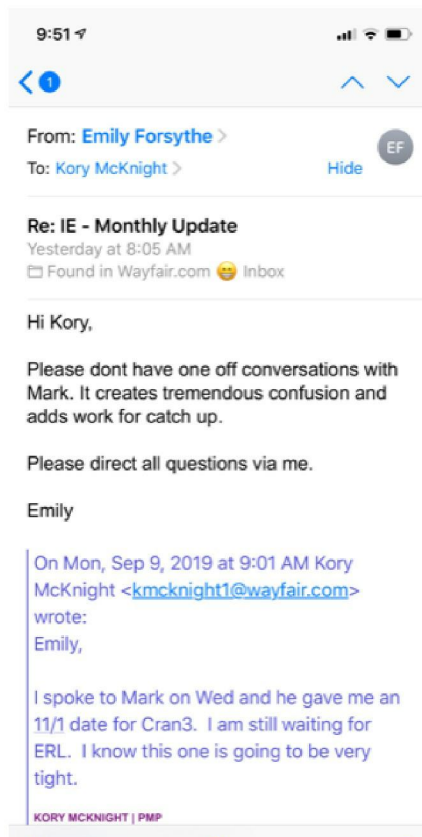 9:51
1
From: Emily Forsythe
EF
To: Kory McKnight
Hide
Re: IE - Monthly Update
Yesterday at 8:05 AM
Found in Wayfair.com 😁 Inbox
Hi Kory,
Please dont have one off conversations with
Mark. It creates tremendous confusion and
adds work for catch up.
Please direct all questions via me.
Emily
On Mon, Sep 9, 2019 at 9:01 AM Kory
McKnight <kmcknight1@wayfair.com>
wrote:
Emily,
I spoke to Mark on Wed and he gave me an
11/1 date for Cran3.  I am still waiting for
ERL.  I know this one is going to be very
tight.
KORY MCKNIGHT | PMP